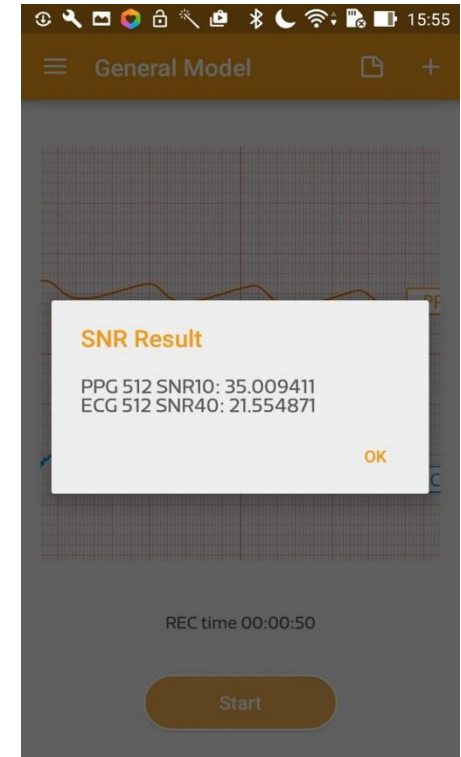 15:55
General Model
SNR Result
PPG 512 SNR10: 35.009411
ECG 512 SNR40: 21.554871
OK
REC time 00:00:50
Start